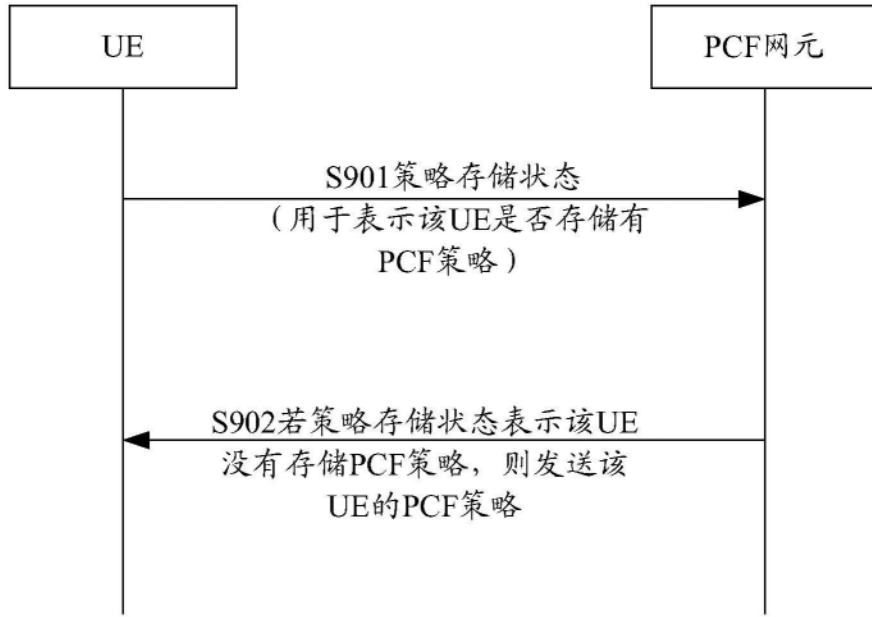 UE
PCF网元
S901策略存储状态
（用于表示该UE是否存储有
PCF策略）
S902若策略存储状态表示该UE
没有存储PCF策略，则发送该
UE的PCF策略